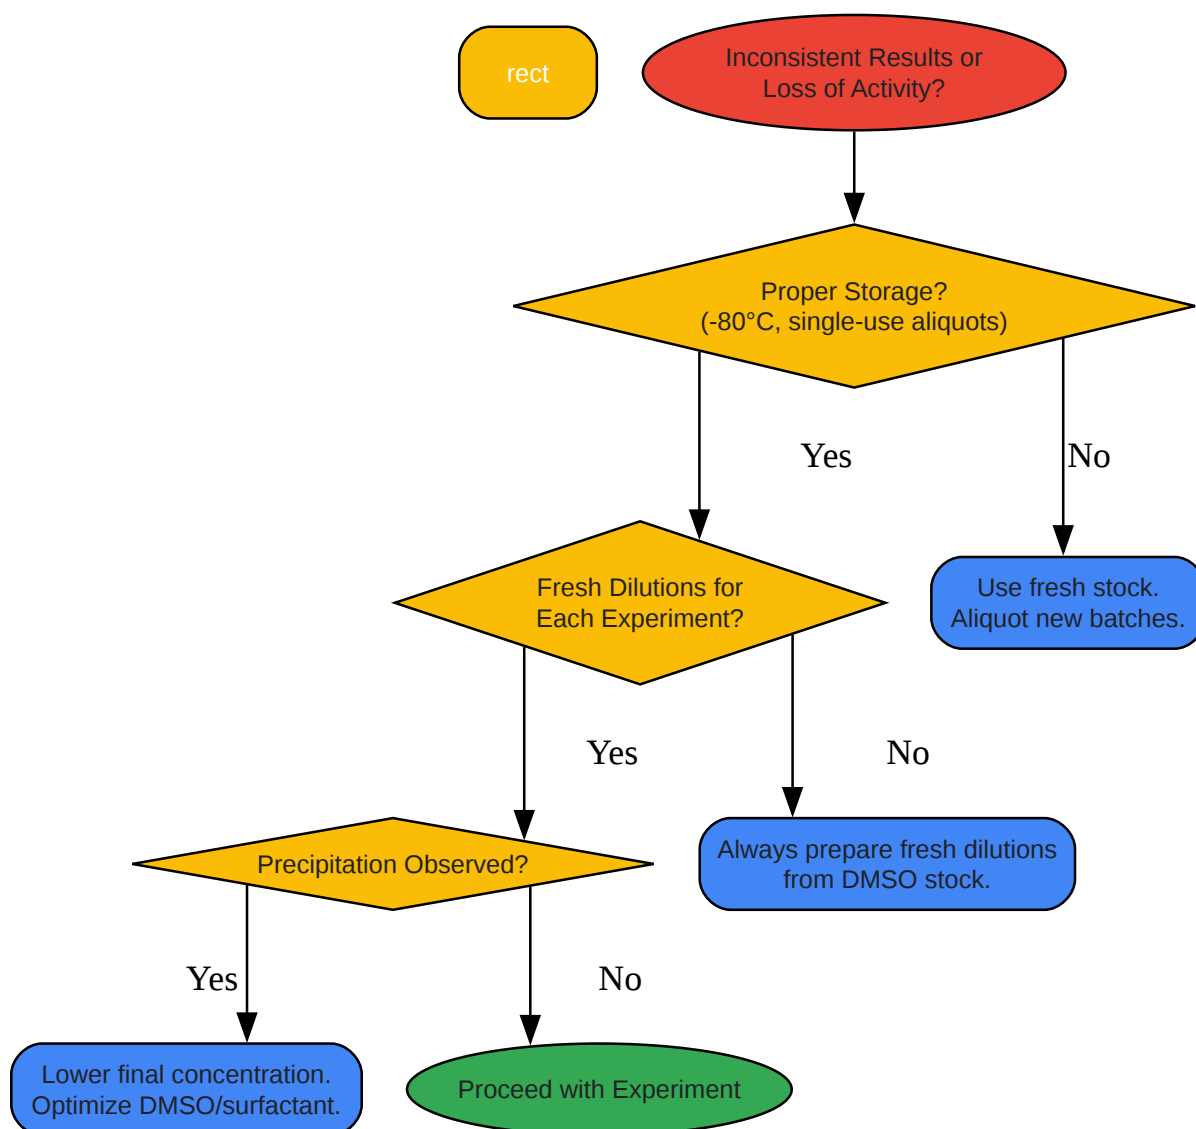 rect
Inconsistent Results or
Loss of Activity?
Proper Storage?
(-80°C, single-use aliquots)
Yes
No
Fresh Dilutions for
Each Experiment?
Use fresh stock.
Aliquot new batches.
Yes
No
Precipitation Observed?
Always prepare fresh dilutions
from DMSO stock.
Yes
No
Lower final concentration.
Optimize DMSO/surfactant.
Proceed with Experiment